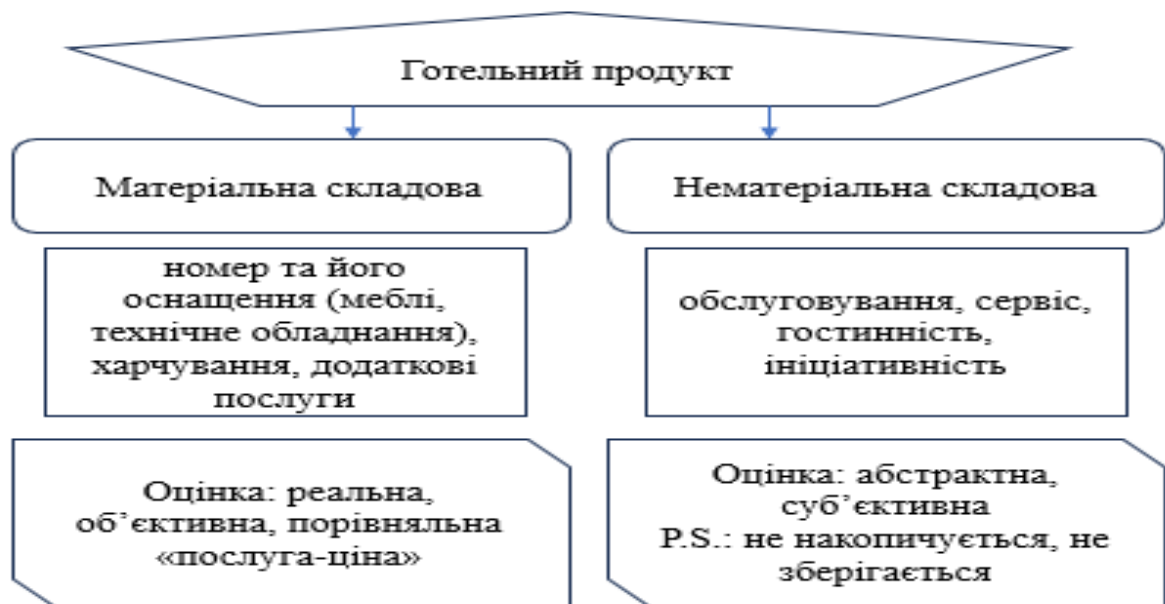 Готельний продукт
Матеріальна складова
Нематеріальна складова
номер та його
оснащення (меблі,
технічне обладнання),
харчування, додаткові
послуги
обслуговування, сервіс,
гостинність,
ініціативність
Оцінка: реальна,
об’єктивна, порівняльна
«послуга-ціна»
Оцінка: абстрактна,
суб’єктивна
P.S.: не накопичується, не
зберігається